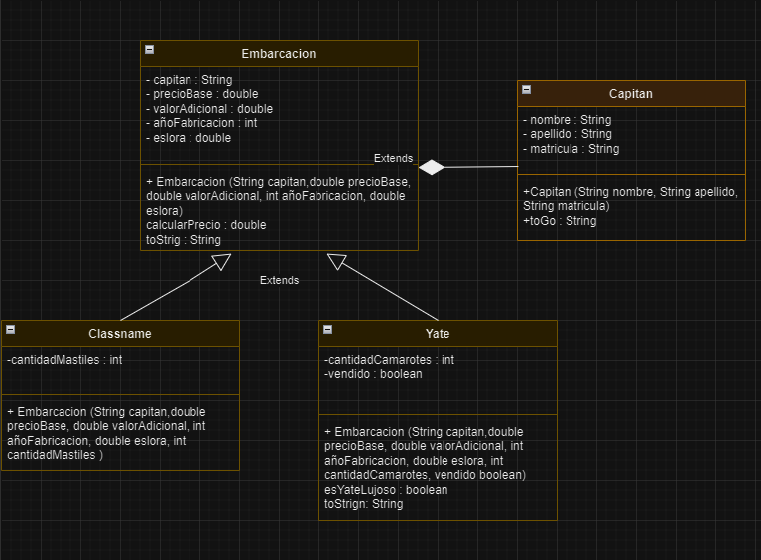 Embarcacion
- capitan : String
- precioBase : double
- valorAdicional : double
- añoFabricacion : int
- eslora : double
Extends
+ Embarcacion (String capitan,double precioBase,
double valorAdicional, int añoFabricacion, double
eslora)
calcularPrecio : double
toStrig : String
Capitan
- nombre : String
- apellido : String
- matricula : String
+Capitan (String nombre, String apellido,
String matricula)
+toGo : String
Extends
Classname
-cantidadMastiles : int
+ Embarcacion (String capitan,double
precioBase, double valorAdicional, int
añoFabricacion, double eslora, int
cantidadMastiles )
Yate
-cantidadCamarotes : int
-vendido : boolean
+ Embarcacion (String capitan,double
precioBase, double valorAdicional, int
añoFabricacion, double eslora, int
cantidadCamarotes, vendido boolean)
esYateLujoso : boolean
toStrign: String